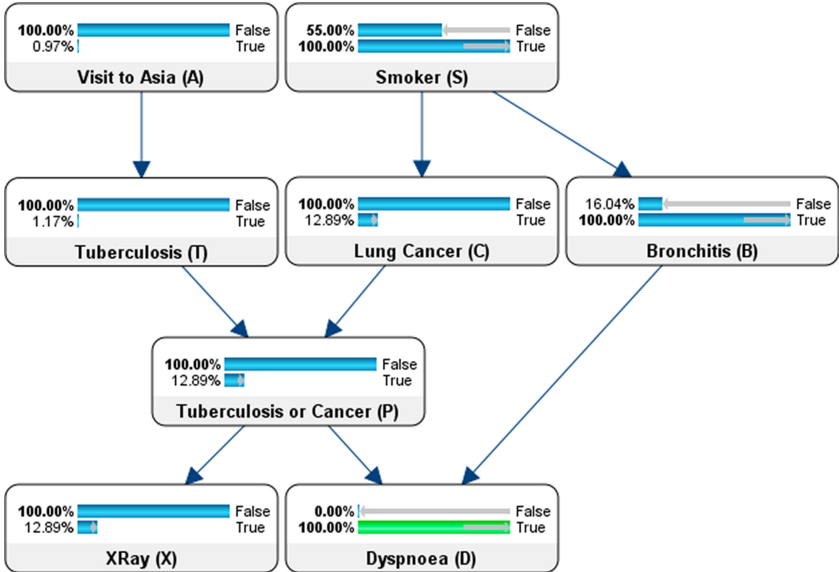 100.00% False
0.97% True
Visit to Asia (A)
55.00% False
100.00% True
Smoker (S)
100.00% False
1.17% True
Tuberculosis (T)
100.00% False
12.89% True
Lung Cancer (C)
16.04% False
100.00% True
Bronchitis (B)
100.00% False
12.89% True
Tuberculosis or Cancer (P)
100.00% False
12.89% True
XRay (X)
0.00% False
100.00% True
Dyspnoea (D)